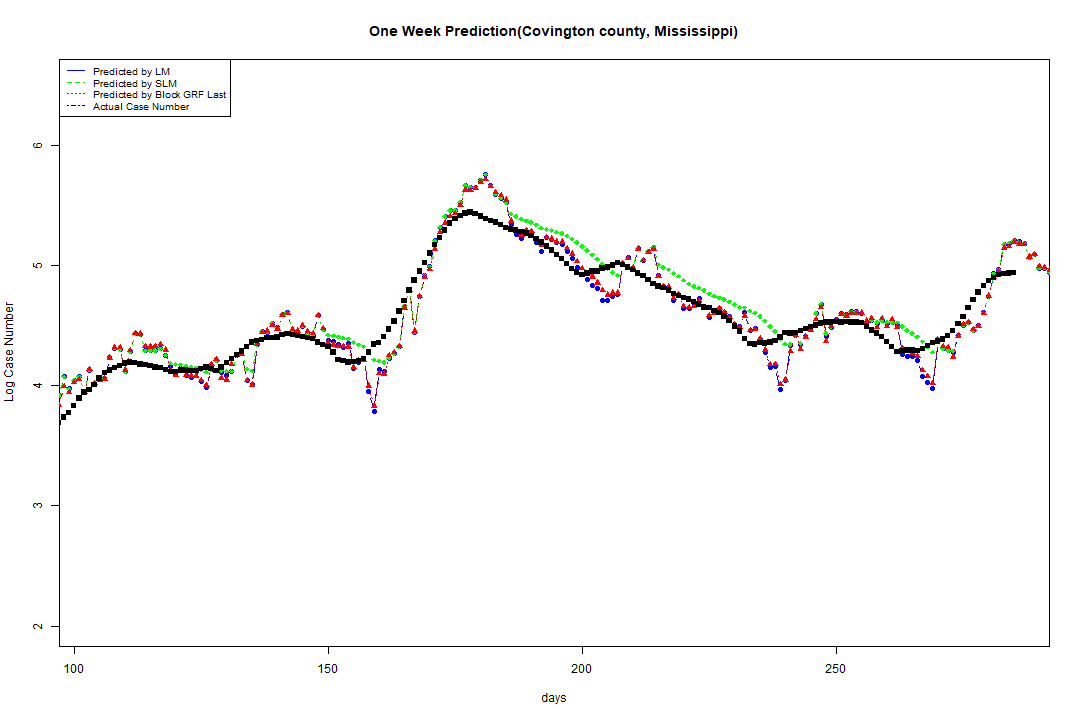 One Week Prediction(Covington county, Mississippi)
Predicted by LM
Predicted by SLM
Predicted by Block GRF Last
Actual Case Number
Log Case Number
6
5
4
3
2
100 150 200 250
days